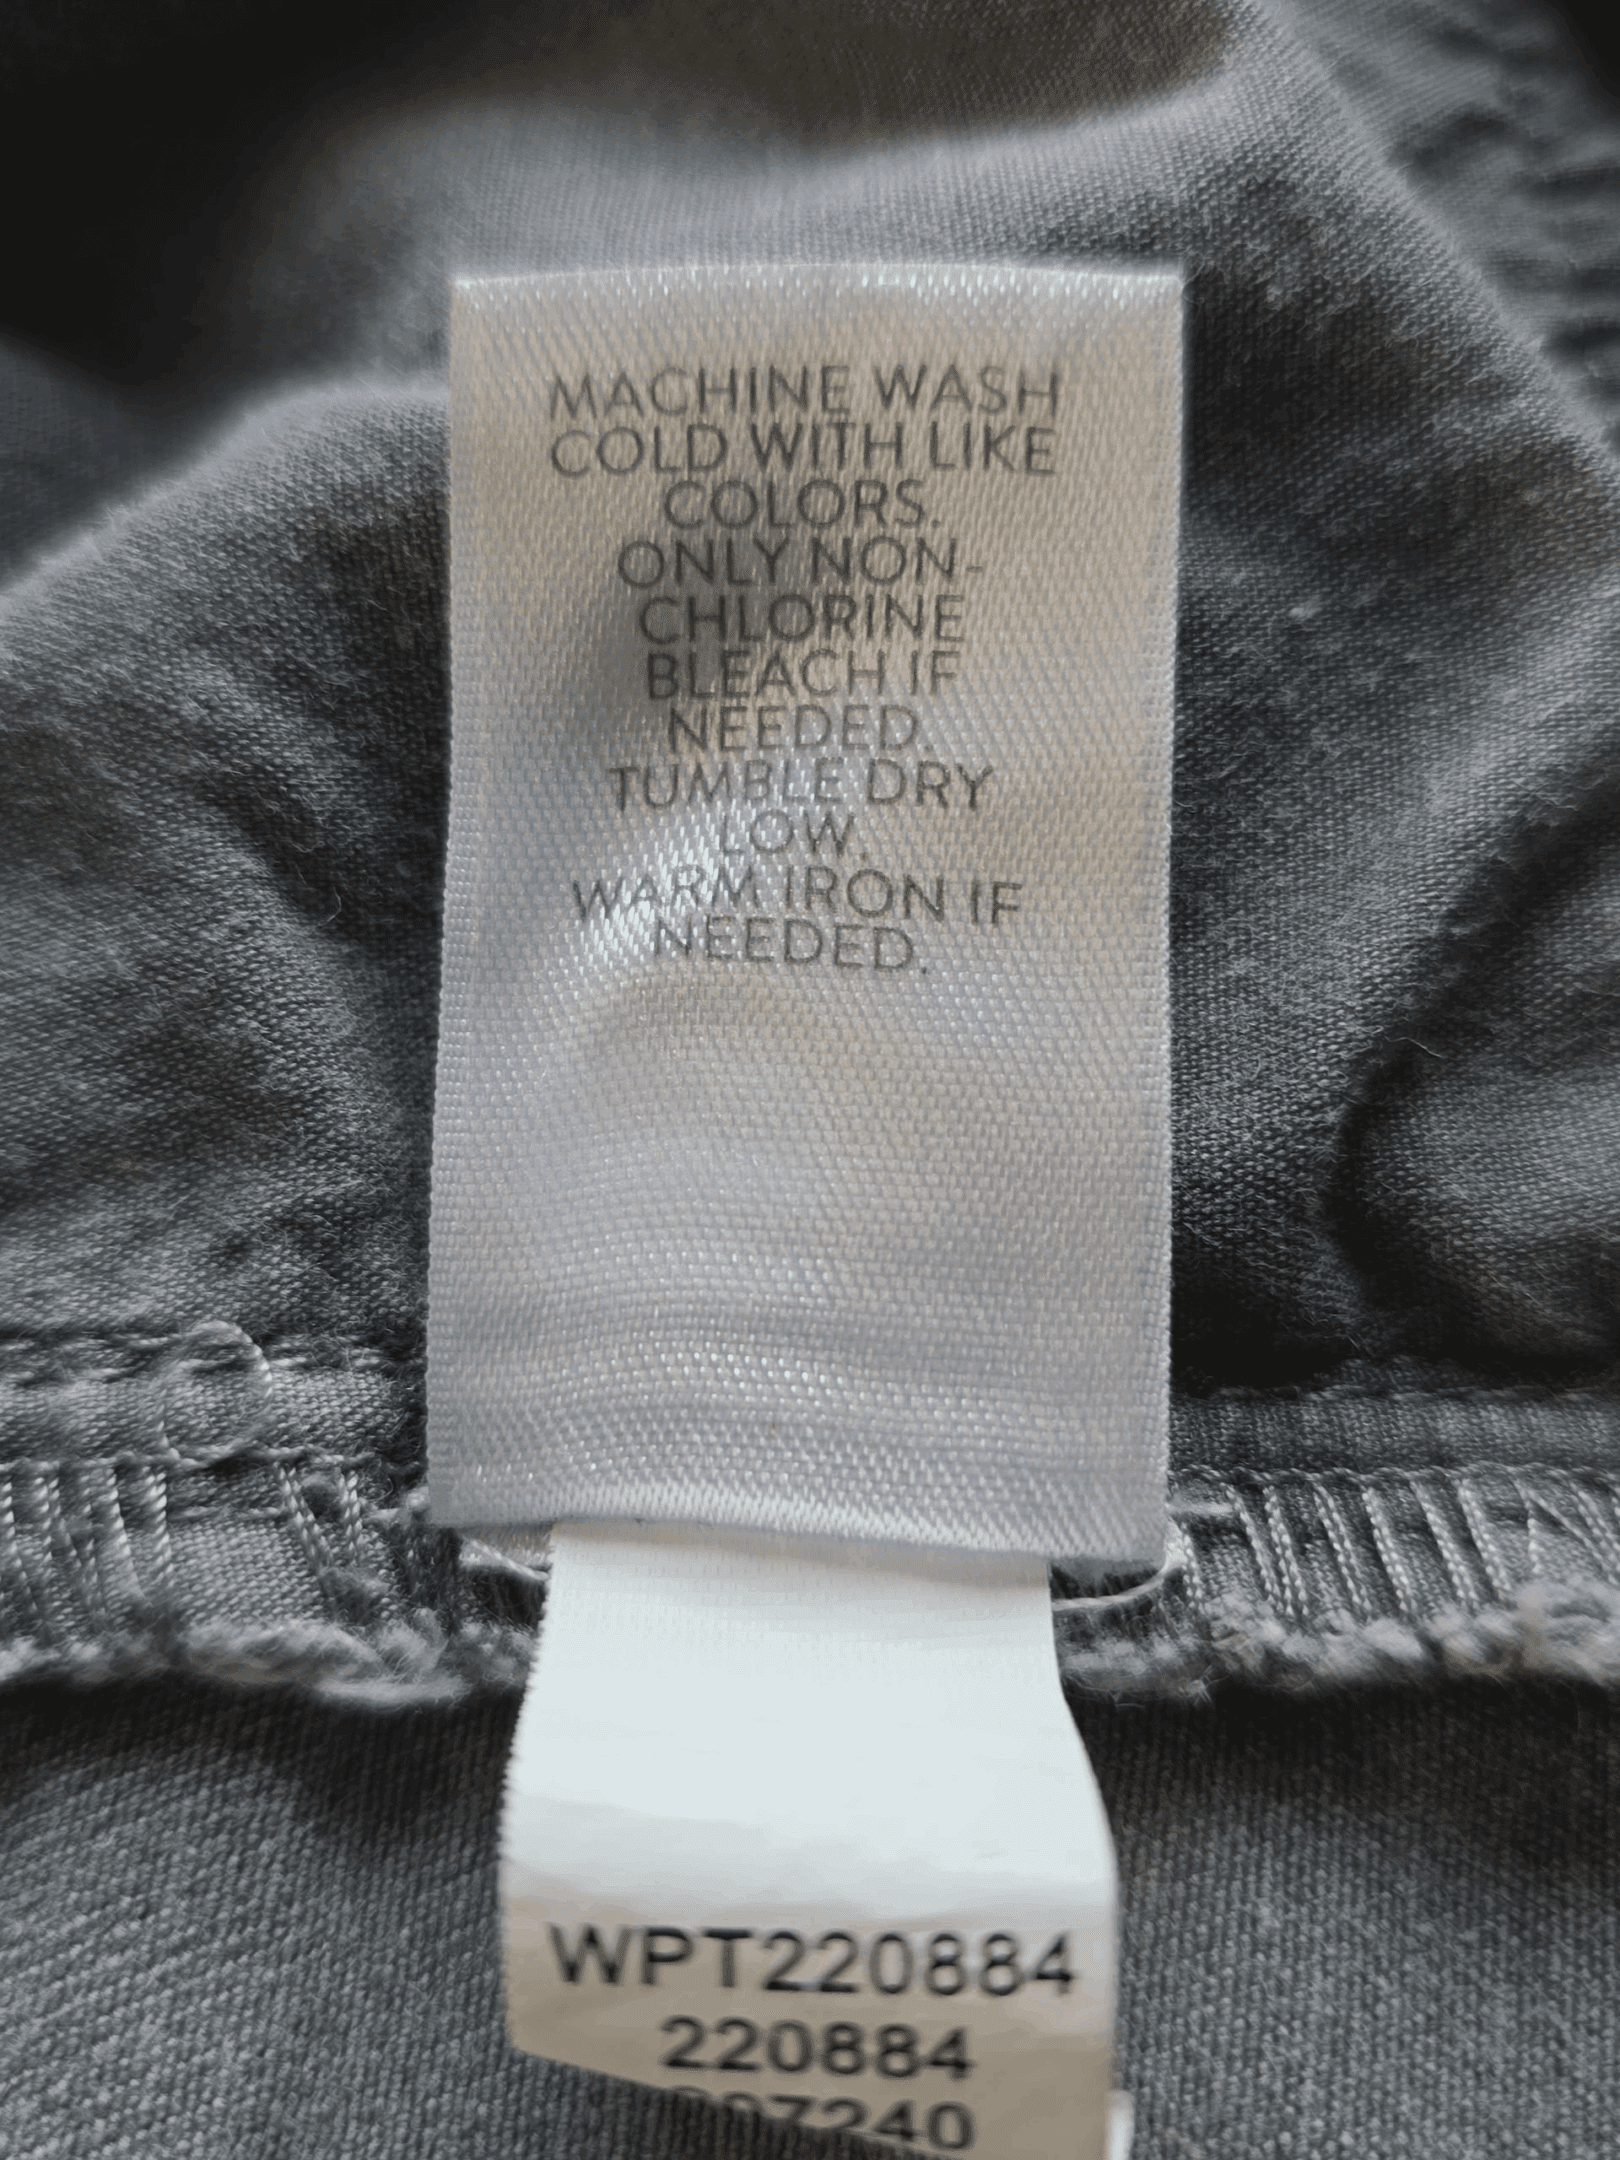 MACHINE WASH
COLD WITH LIKE
COLORS.
ONLY NON-
CHLORINE
BLEACH IF
NEEDED.
TUMBLE DRY
LOW.
WARM IRON IF
NEEDED.
WPT220884
220884